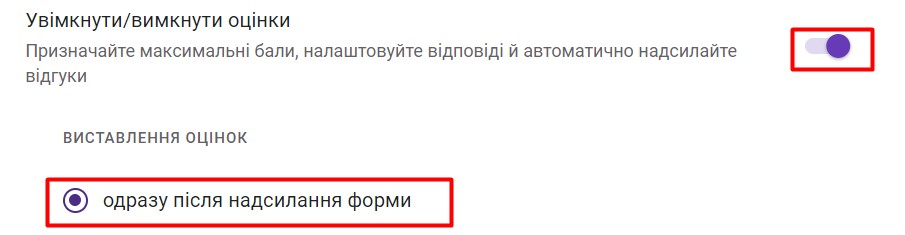 Увімкнути/вимкнути оцінки
Призначайте максимальні бали, налаштовуйте відповіді й автоматично надсилайте
відгуки
ВИСТАВЛЕННЯ ОЦІНОК
одразу після надсилання форми